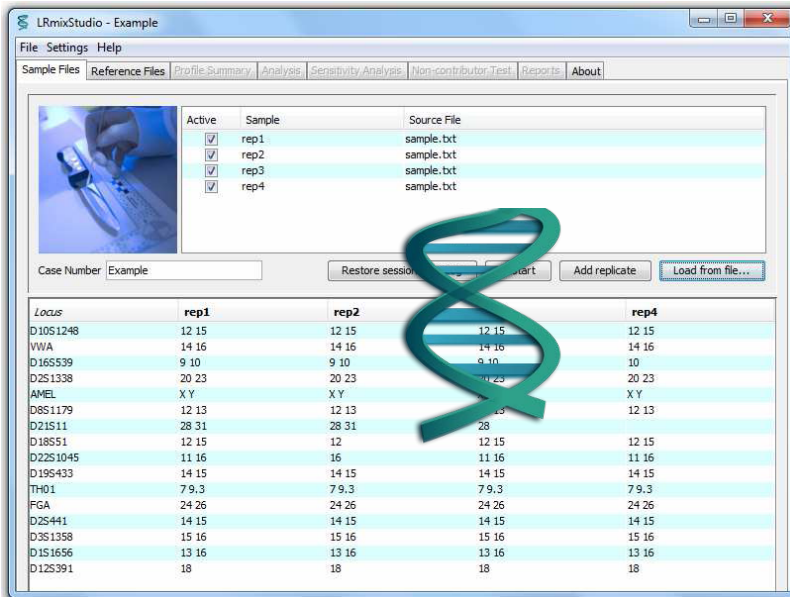 LRmixStudio - Example
File Settings Help
Sample Files Reference Files Profile Summary Analysis Sensitivity Analysis Non-contributor Test Reports About
Active Sample Source File
rep1 sample.txt
rep2 sample.txt
rep3 sample.txt
rep4 sample.txt
Case Number Example Restore session Add replicate Load from file...
Locus rep1 rep2 rep4
D10S1248 12 15 12 15 12 15 12 15
VWA 14 16 14 16 14 16 14 16
D16S539 9 10 9 10 9 10 10
D2S1338 20 23 20 23 20 23
AMEL X Y X Y X Y
D8S1179 12 13 12 13 12 13
D21S11 28 31 28 31 28
D18S51 12 15 12 12 15 12 15
D22S1045 11 16 16 11 16 11 16
D19S433 14 15 14 15 14 15 14 15
TH01 7 9.3 7 9.3 7 9.3 7 9.3
FGA 24 26 24 26 24 26 24 26
D2S441 14 15 14 15 14 15 14 15
D3S1358 15 16 15 16 15 16 15 16
D1S1656 13 16 13 16 13 16 13 16
D12S391 18 18 18 18